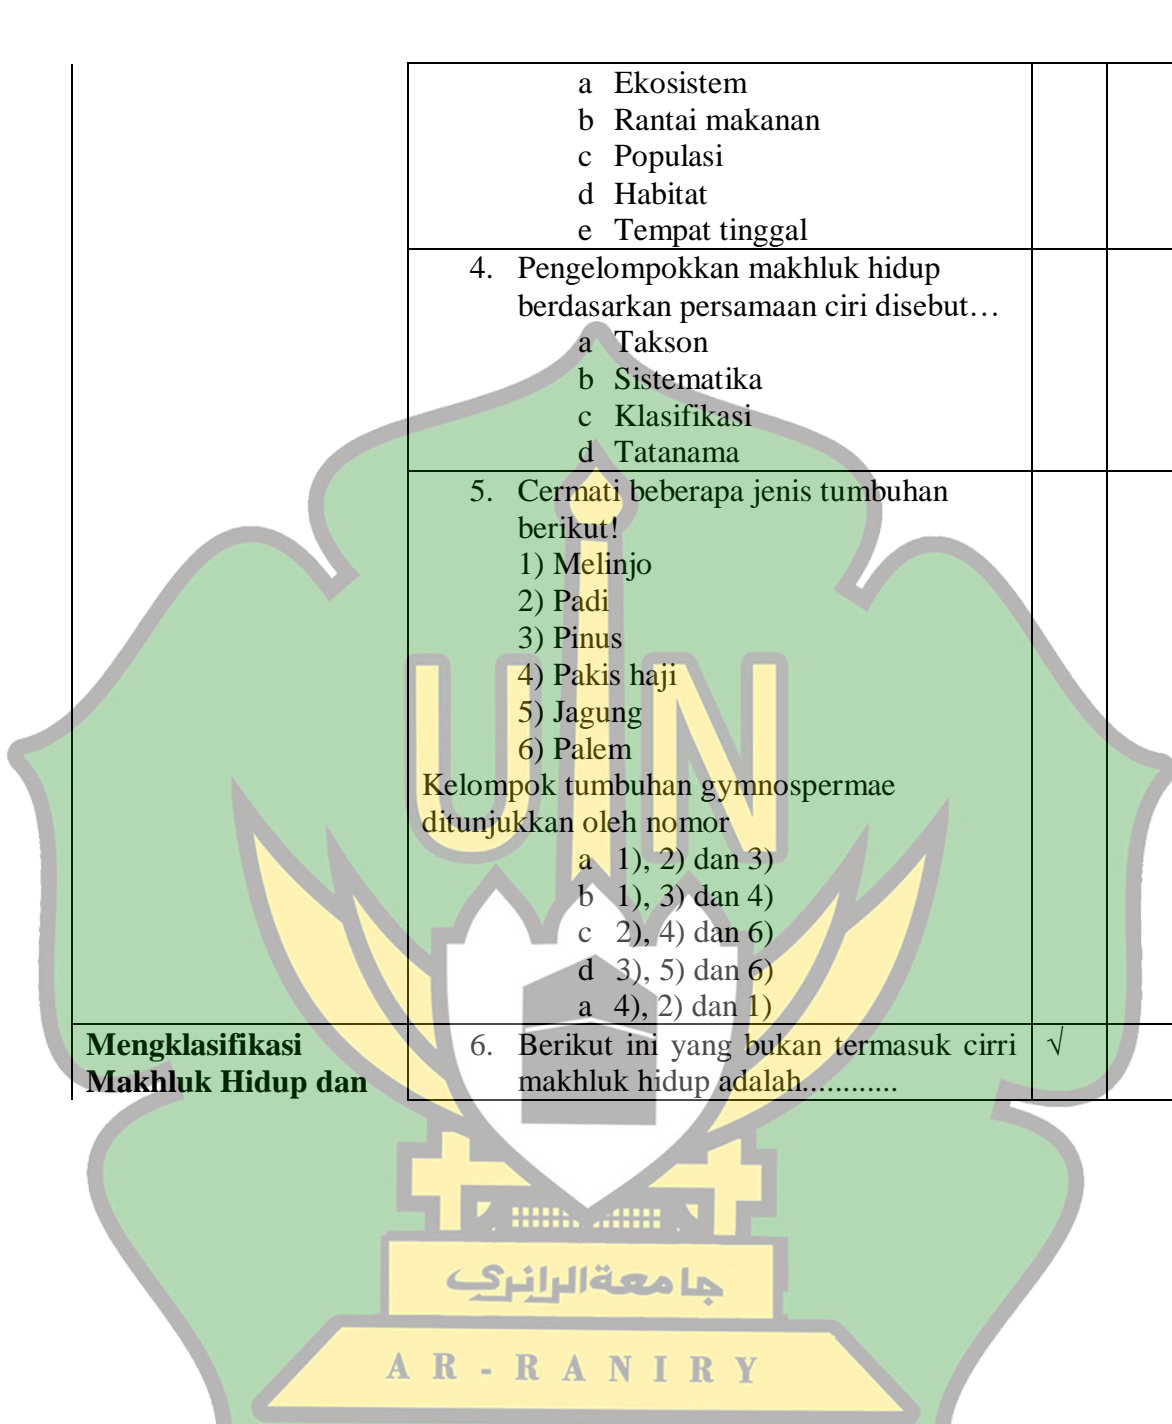 a Ekosistem
b Rantai makanan
c Populasi
d Habitat
e Tempat tinggal
4. Pengelompokkan makhluk hidup
berdasarkan persamaan ciri disebut…
a Takson
b Sistematika
c Klasifikasi
d Tatanama
5. Cermati beberapa jenis tumbuhan
berikut!
1) Melinjo
2) Padi
3) Pinus
4) Pakis haji
5) Jagung
6) Palem
Kelompok tumbuhan gymnospermae
ditunjukkan oleh nomor
a 1), 2) dan 3)
b 1), 3) dan 4)
c 2), 4) dan 6)
d 3), 5) dan 6)
a 4), 2) dan 1)
Mengklasifikasi
Makhluk Hidup dan
6. Berikut ini yang bukan termasuk cirri √
makhluk hidup adalah............
UIN
جامعةالرانري
AR-RANIRY